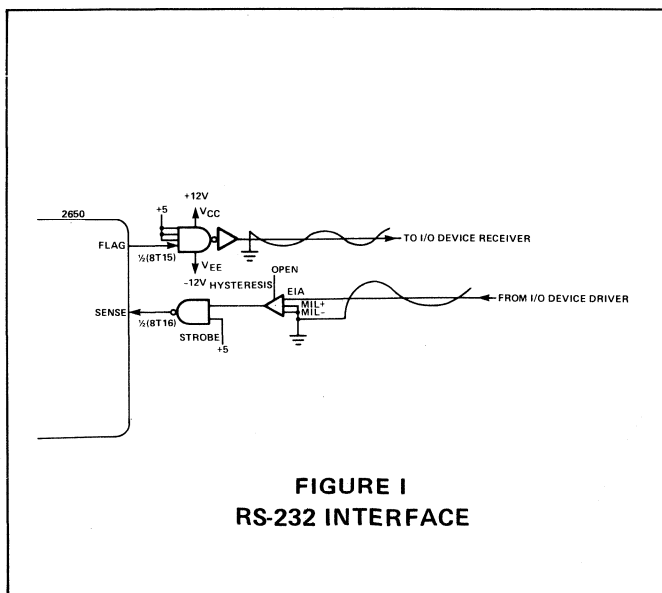 +12V
+5
VCC
2650
FLAG
TO I/O DEVICE RECEIVER
½(8T15)
VEE
OPEN
-12V
HYSTERESIS
EIA
MIL+
MIL-
FROM I/O DEVICE DRIVER
SENSE
½(8T16)
STROBE
+5
FIGURE I
RS-232 INTERFACE